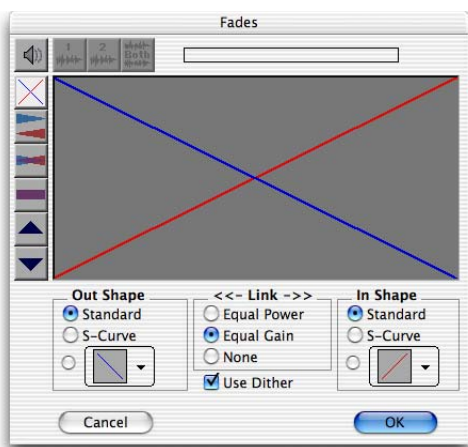 Fades
1
2
Both
Out Shape
Standard
S-Curve
<<- Link ->>
Equal Power
Equal Gain
None
Use Dither
In Shape
Standard
S-Curve
Cancel
OK